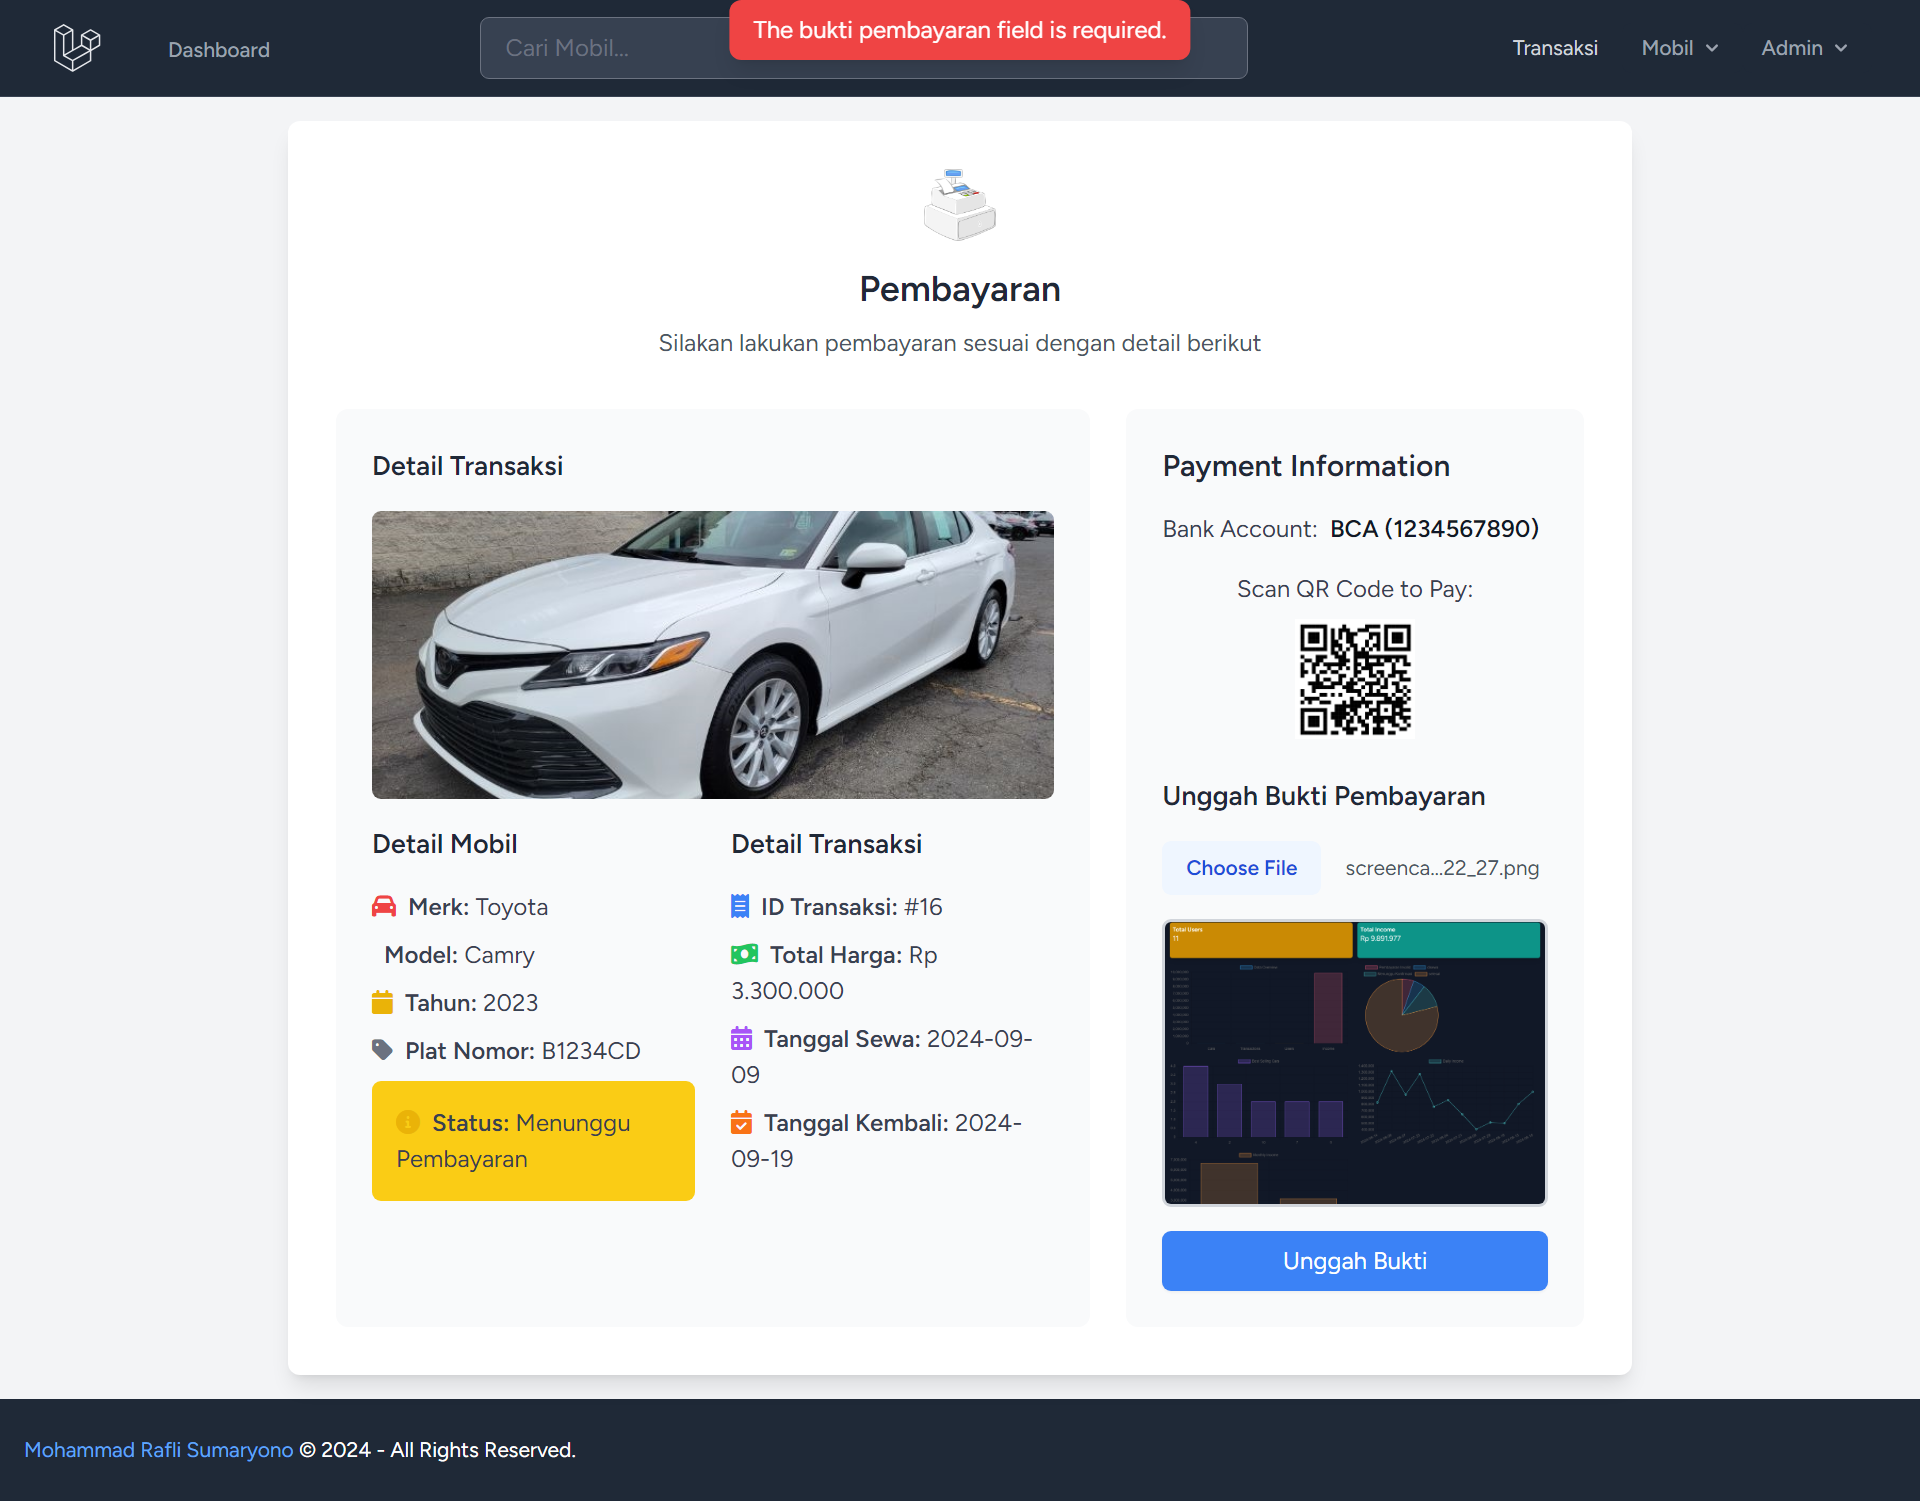 Dashboard
Cari Mobil...
The bukti pembayaran field is required.
Transaksi
Mobil
Admin
Pembayaran
Silakan lakukan pembayaran sesuai dengan detail berikut
Detail Transaksi
Detail Mobil
Merk: Toyota
Model: Camry
Tahun: 2023
Plat Nomor: B1234CD
Status: Menunggu
Pembayaran
Detail Transaksi
ID Transaksi: #16
Total Harga: Rp
3.300.000
Tanggal Sewa: 2024-09-
09
Tanggal Kembali: 2024-
09-19
Payment Information
Bank Account: BCA (1234567890)
Scan QR Code to Pay:
Unggah Bukti Pembayaran
Choose File
screenca...22_27.png
Total Users
11
Total Income
Rp 9.891.977
Unggah Bukti
Mohammad Rafli Sumaryono © 2024 - All Rights Reserved.